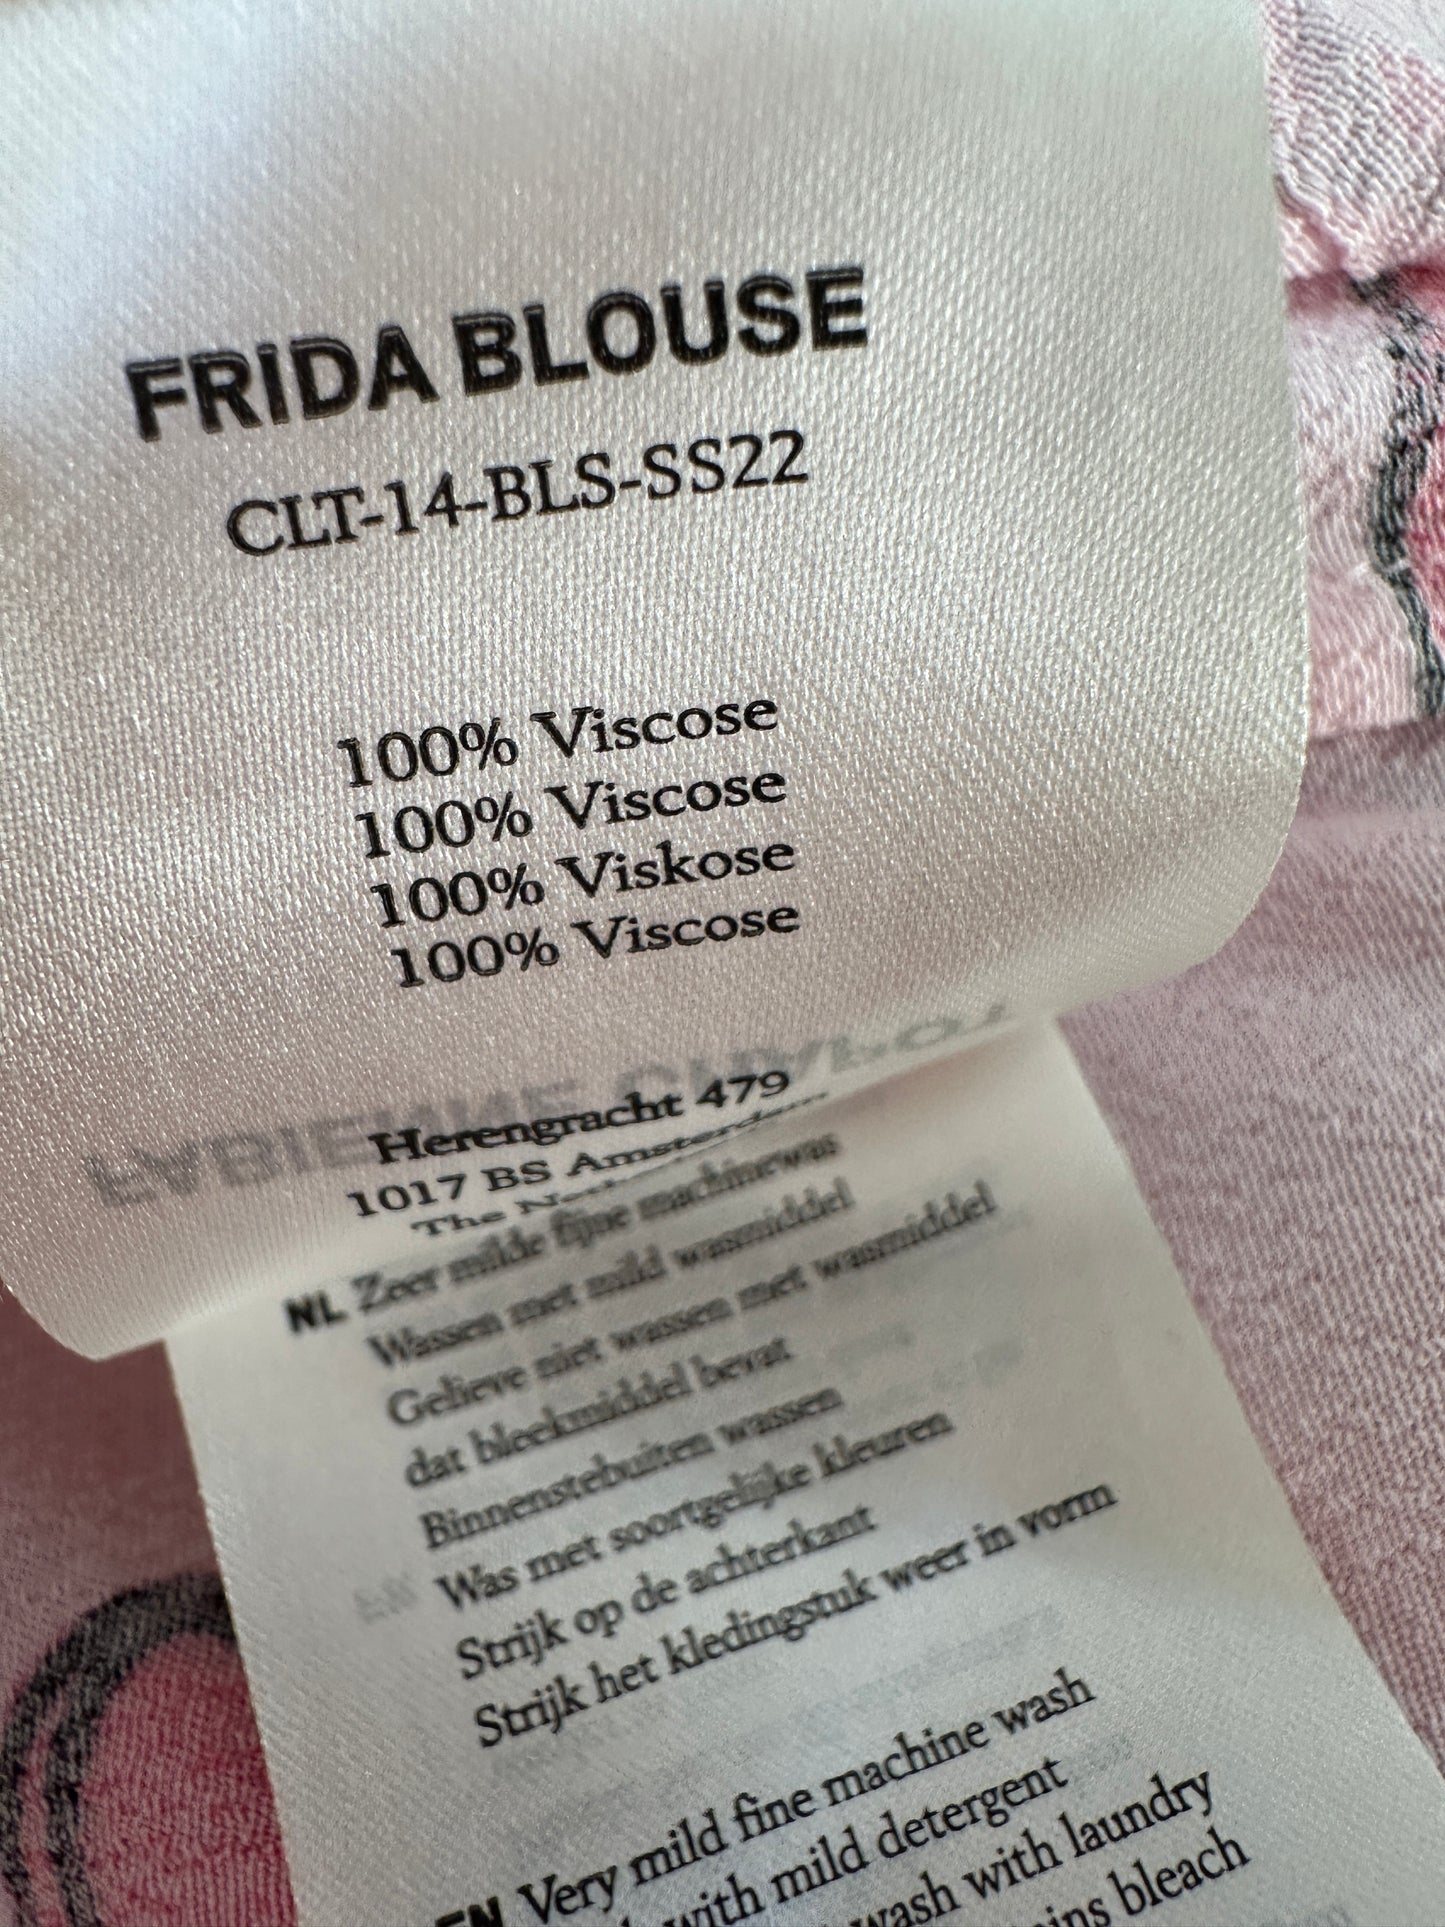 FRIDA BLOUSE
CLT-14-BLS-SS22
100% Viscose
100% Viscose
100% Viskose
100% Viscose
Herengracht 479
1017 BS Amsterdam
The
NL Zeer milde fijne machinewas
Wassen met mild wasmiddel
Gelieve niet wassen met wasmiddel
dat bleekmiddel bevat
Binnenstebuiten wassen
Was met soortgelijke kleuren
Strijk op de achterkant
Strijk het kledingstuk weer in vorm
EN Very mild fine machine wash
with mild detergent
wash with laundry
bleach